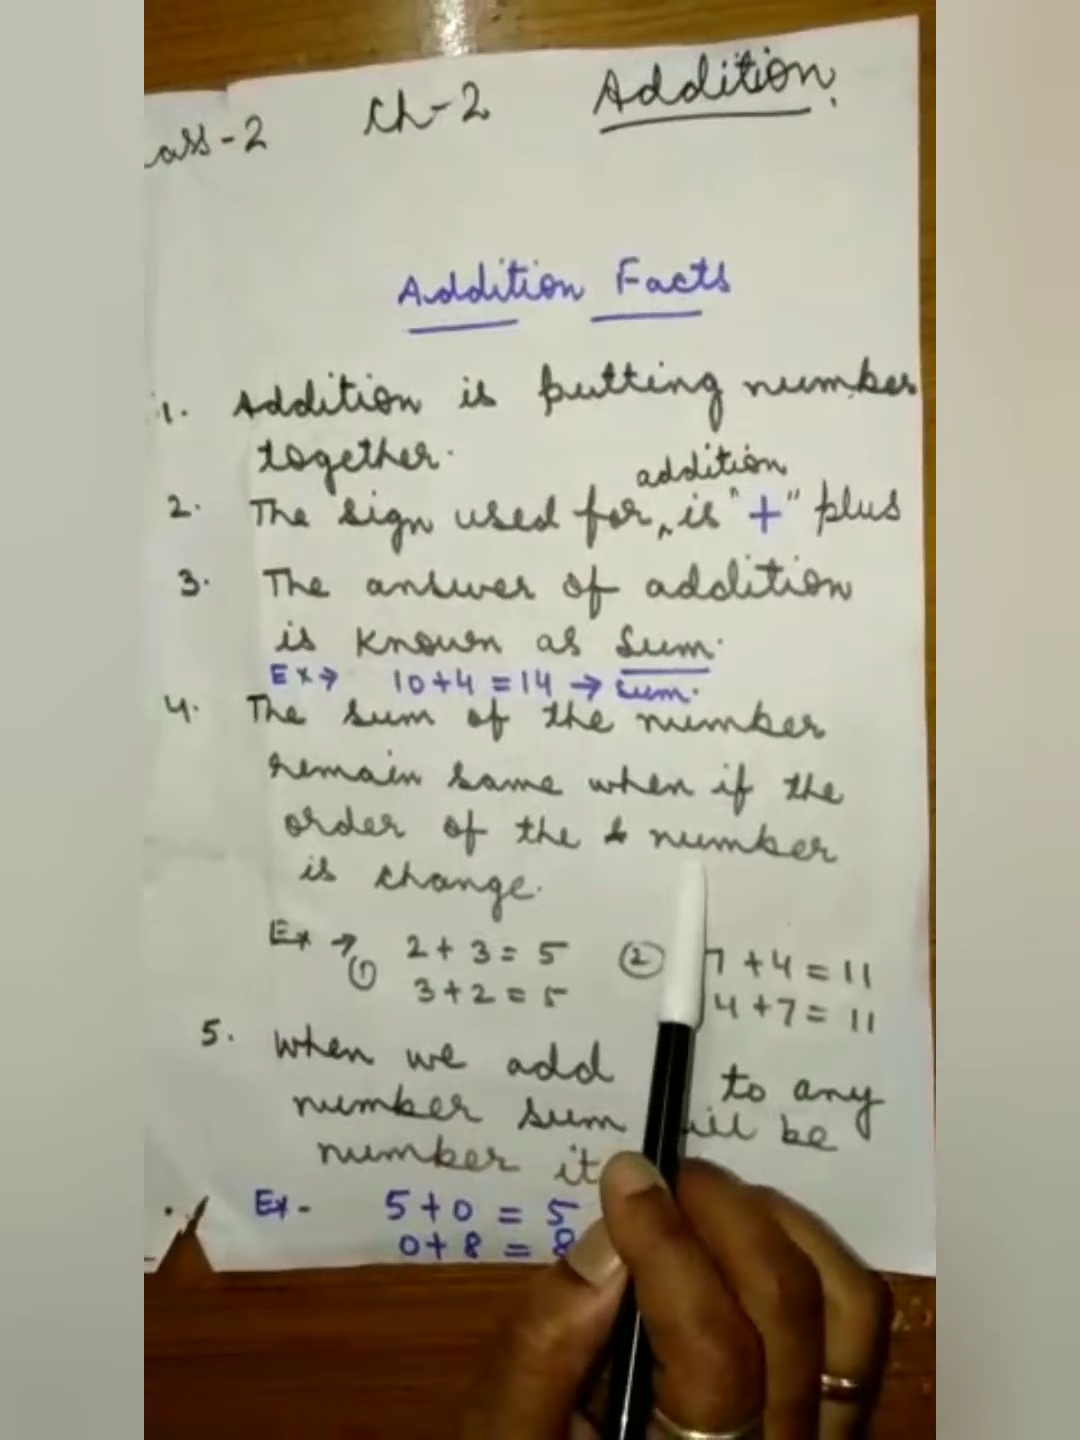 ass-2 Ch-2 Addition
Addition Facts
1. Addition is putting number
together.
addition
2. The sign used for ^ is "+" plus
3. The answer of addition
is known as Sum.
Ex→ 10+4=14 → sum.
4. The sum of the number
remain same when if the
order of the number
is change.
Ex → ① 2+3=5 ② 7+4=11
3+2=5 4+7=11
5. When we add to any
number sum will be
number it
Ex- 5+0=5
0+8=8